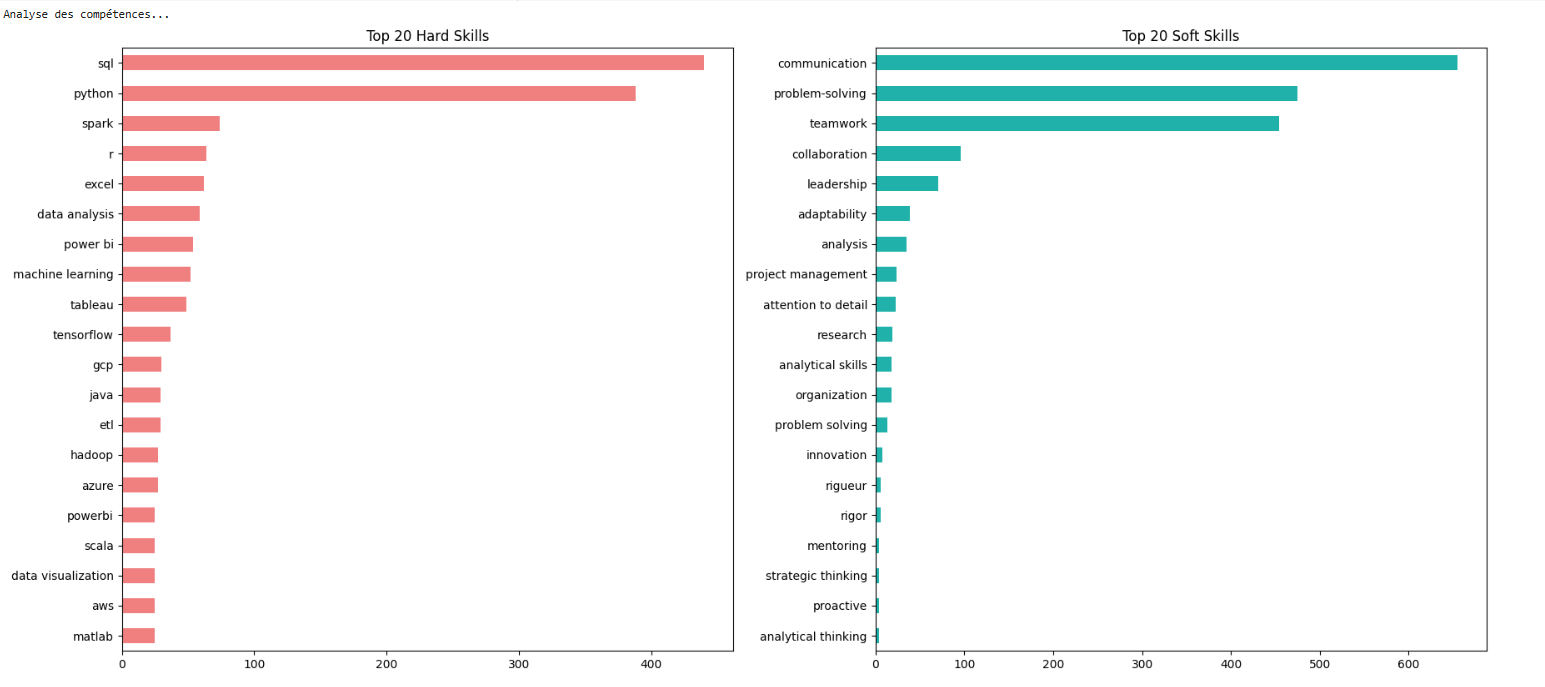 Analyse des compétences...
Top 20 Hard Skills
sql
python
spark
r
excel
data analysis
power bi
machine learning
tableau
tensorflow
gcp
java
etl
hadoop
azure
powerbi
scala
data visualization
aws
matlab
0 100 200 300 400
Top 20 Soft Skills
communication
problem-solving
teamwork
collaboration
leadership
adaptability
analysis
project management
attention to detail
research
analytical skills
organization
problem solving
innovation
rigueur
rigor
mentoring
strategic thinking
proactive
analytical thinking
0 100 200 300 400 500 600